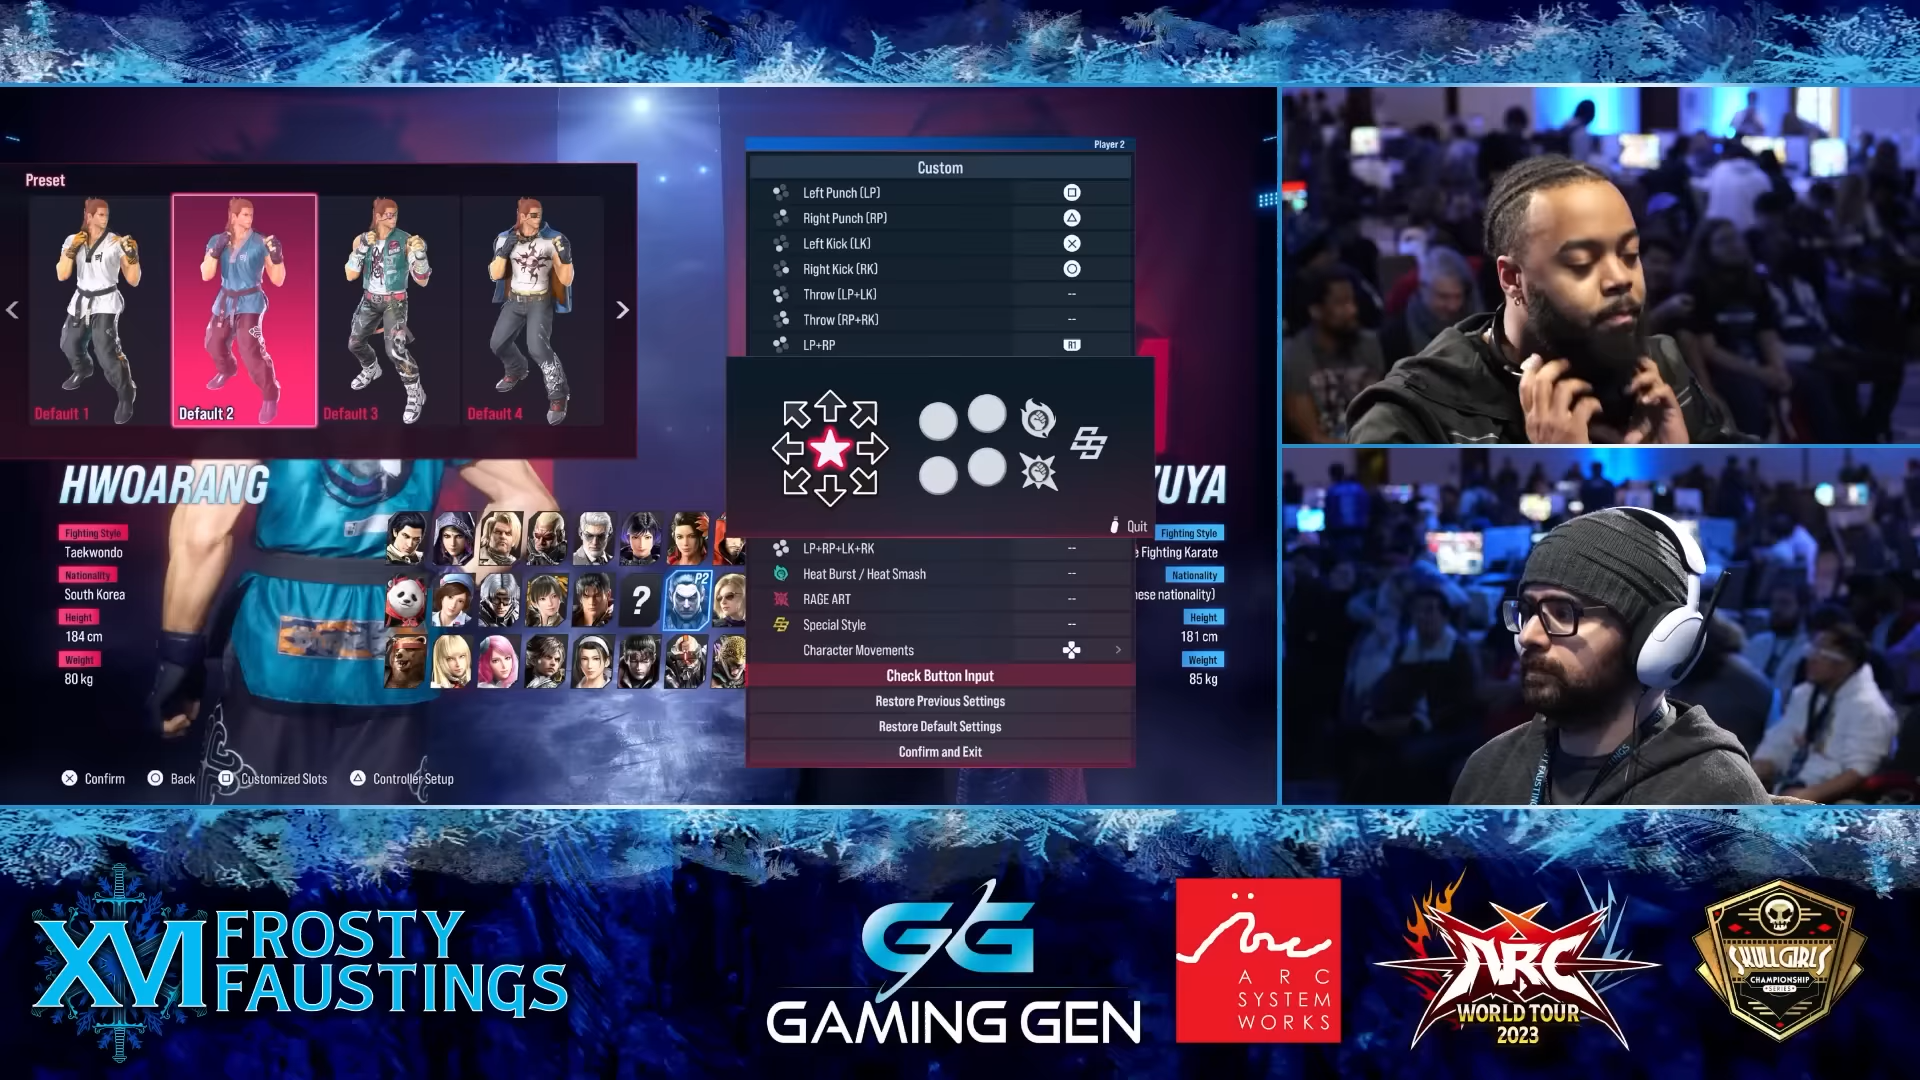 Preset
Default 1
Default 2
Default 3
Default 4
HWOARANG
Fighting Style
Taekwondo
Nationality
South Korea
Height
184 cm
Weight
80 kg
Confirm
Back
Customized Slots
Controller Setup
?
P2
Player 2
Custom
Left Punch (LP)
Right Punch (RP)
Left Kick (LK)
Right Kick (RK)
Throw (LP+LK)
--
Throw (RP+RK)
--
LP+RP
R1
Quit
LP+RP+LK+RK
--
Heat Burst / Heat Smash
--
RAGE ART
--
Special Style
--
Character Movements
Check Button Input
Restore Previous Settings
Restore Default Settings
Confirm and Exit
YUYA
Fighting Style
e Fighting Karate
Nationality
nese nationality)
Height
181 cm
Weight
85 kg
XVI FROSTY
FAUSTINGS
GG
GAMING GEN
ARC
SYSTEM
WORKS
ARC
WORLD TOUR
2023
SKULLGIRLS
CHAMPIONSHIP
SERIES